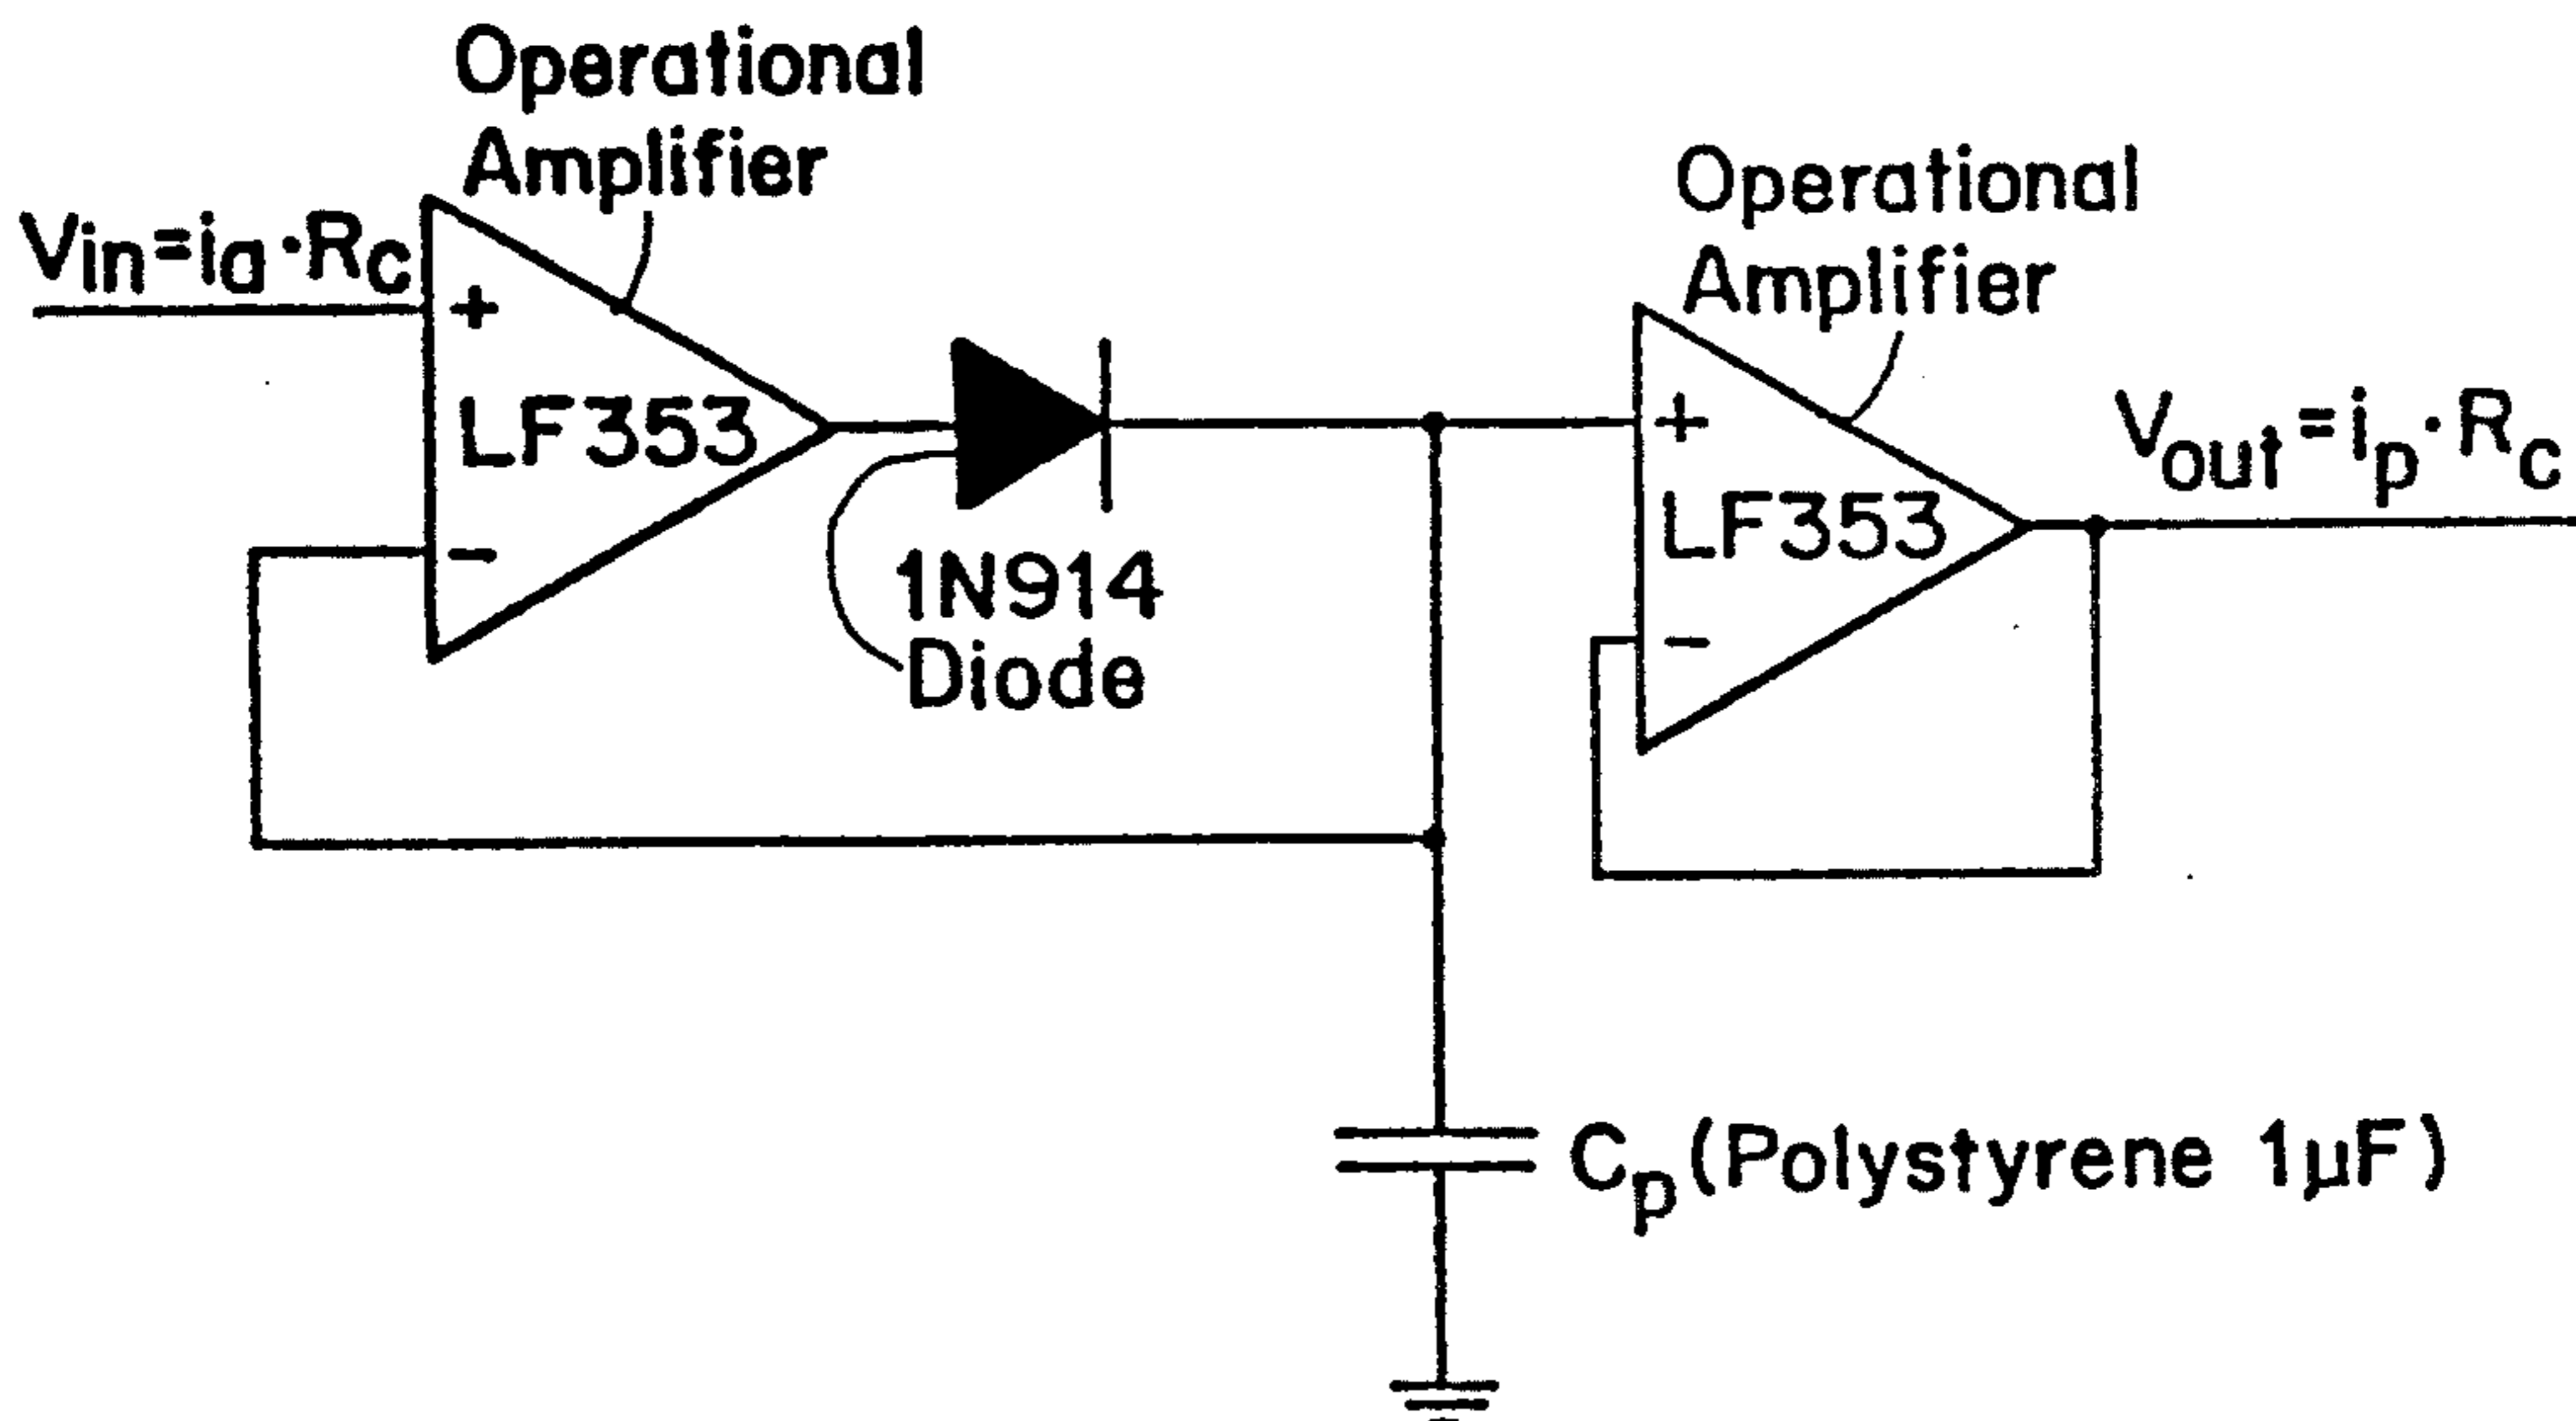 Operational
Amplifier
Vin=ia·Rc
+
LF353
−
1N914
Diode
Operational
Amplifier
+
LF353
−
Vout=ip·Rc
Cp(Polystyrene 1µF)